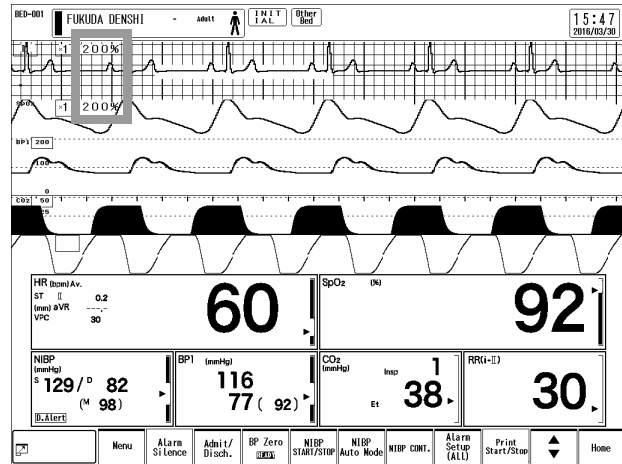 BED-001 FUKUDA DENSHI - Adult INIT IAL Other Bed 15:47
2016/03/30
×1 200%
SpO2 ×1 200%
BP1 200
100
0
CO2 50
25
HR (bpm) Av.
ST II 0.2
(mm) aVR --.-
VPC 30
60
SpO2 (%)
92
NIBP
(mmHg)
S 129/ D 82
(M 98)
D.Alert
BP1 (mmHg)
116
77 ( 92)
CO2
(mmHg) Insp 1
Et 38
RR(i-II)
30
Menu
Alarm Silence
Admit/ Disch.
BP Zero READY
NIBP START/STOP
NIBP Auto Mode
NIBP CONT.
Alarm Setup (ALL)
Print Start/Stop
Home